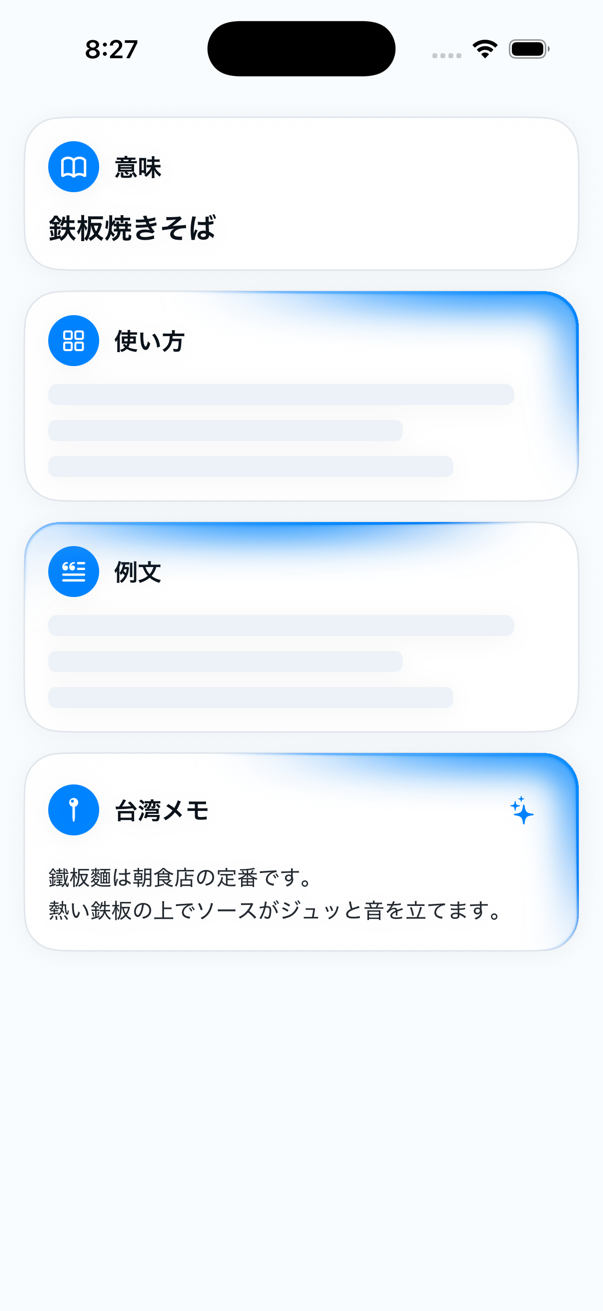 8:27
意味
鉄板焼きそば
使い方
例文
台湾メモ
鐵板麵は朝食店の定番です。
熱い鉄板の上でソースがジュッと音を立てます。